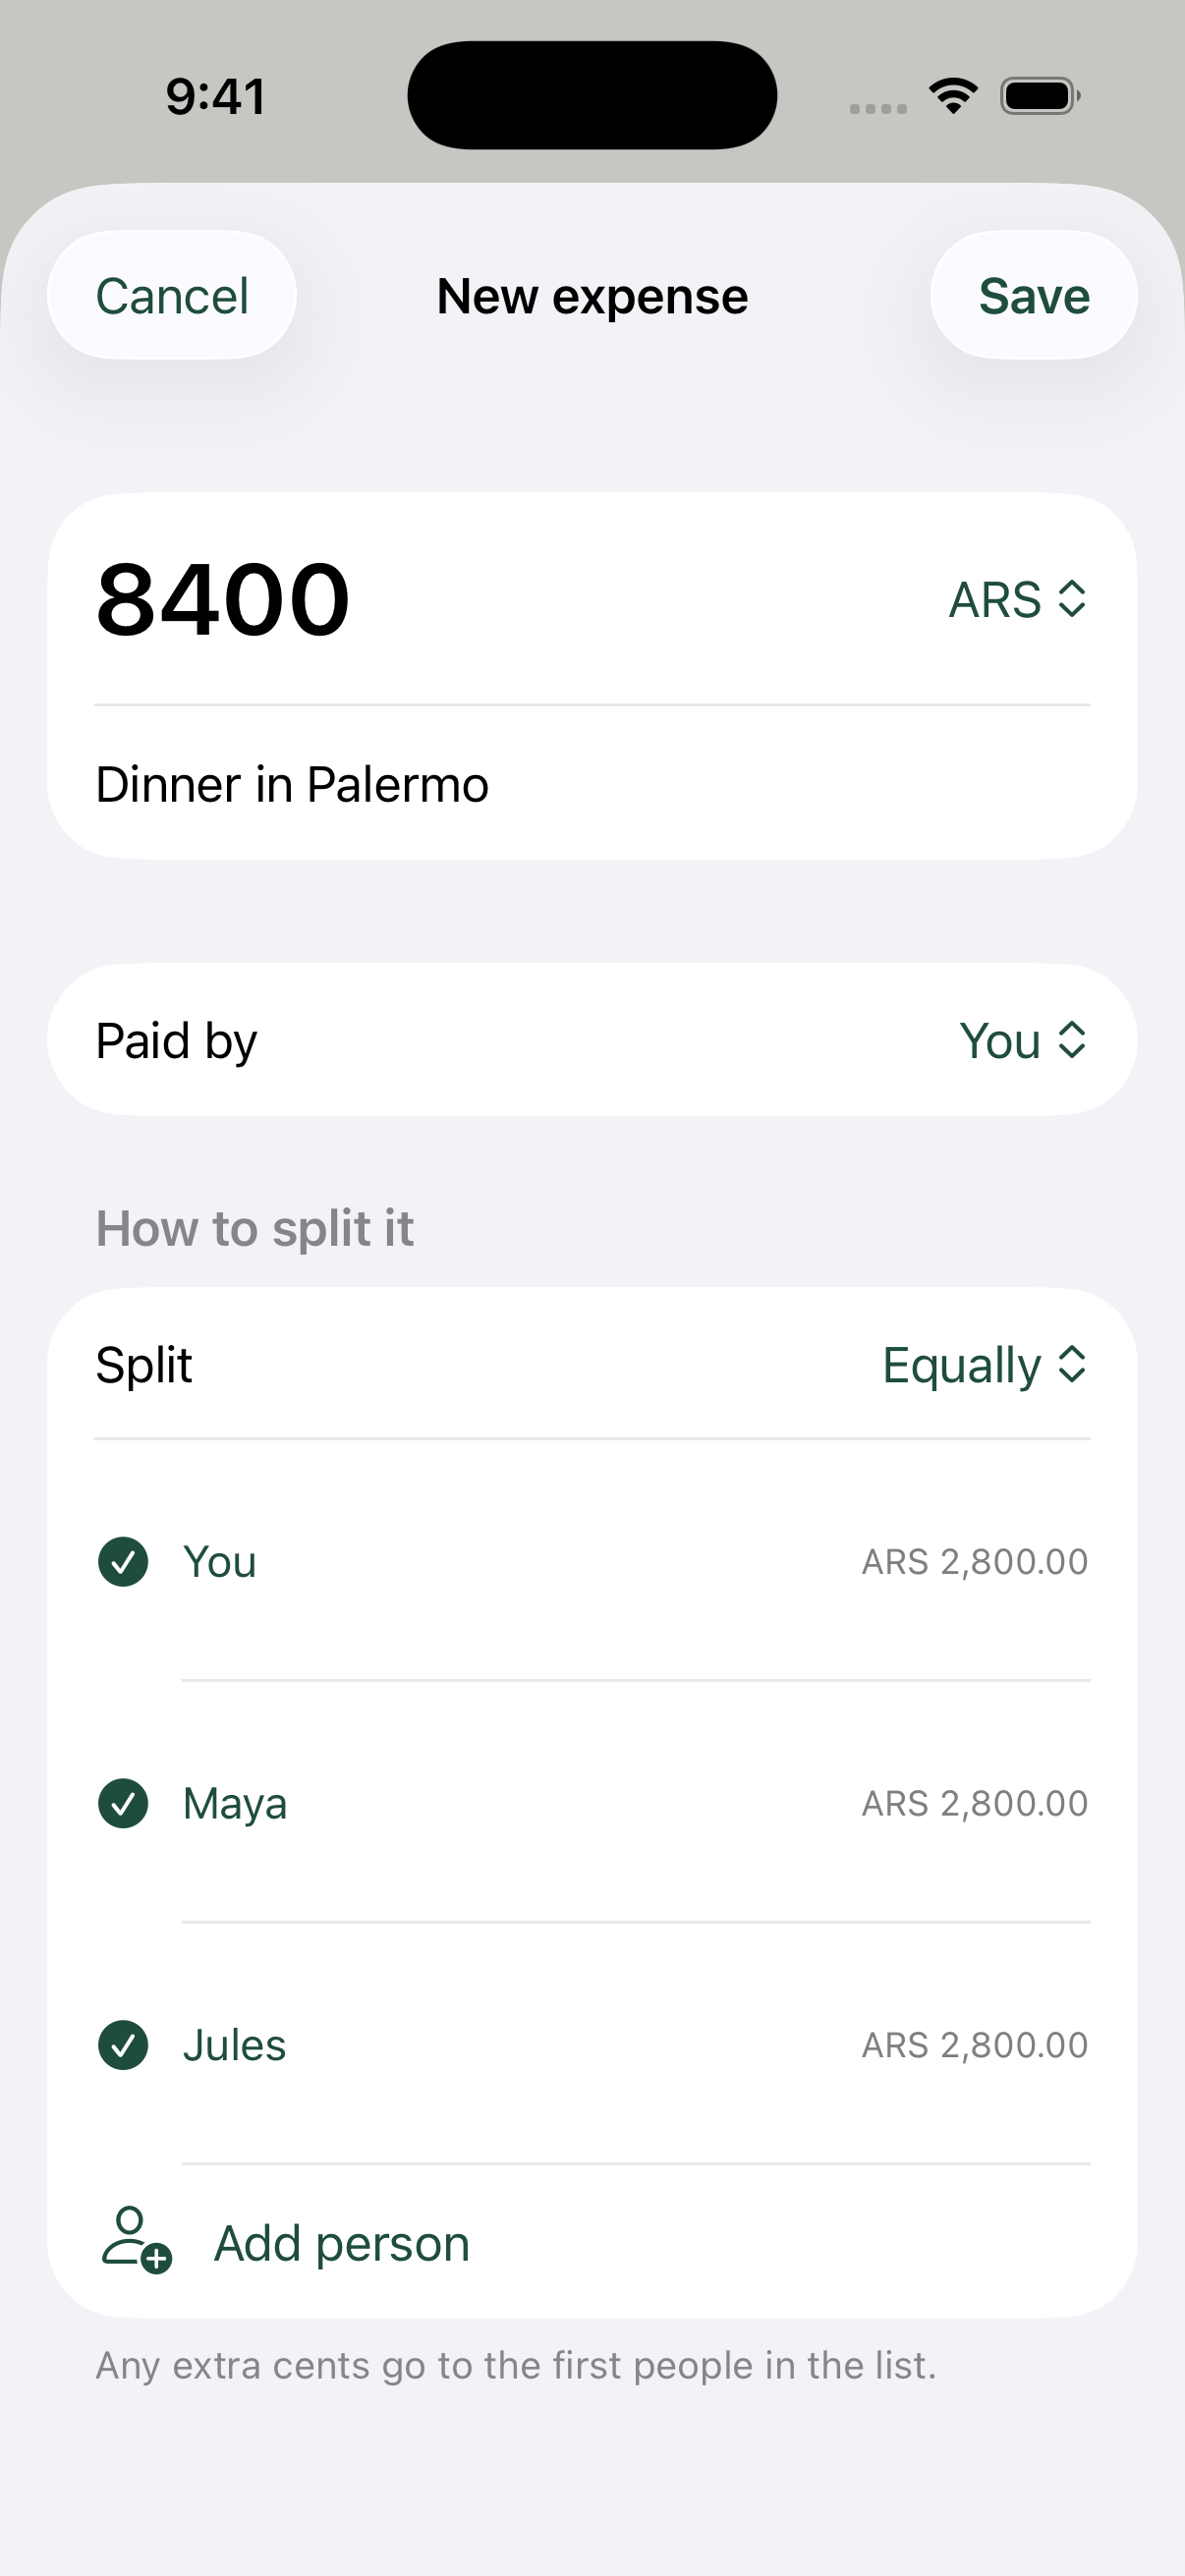 9:41
Cancel
New expense
Save
8400
ARS
Dinner in Palermo
Paid by
You
How to split it
Split
Equally
You
ARS 2,800.00
Maya
ARS 2,800.00
Jules
ARS 2,800.00
Add person
Any extra cents go to the first people in the list.